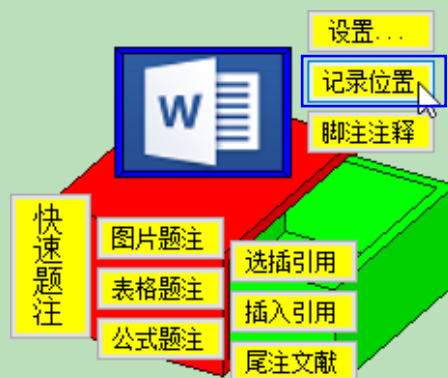 设置...
W
记录位置
脚注注释
快速题注
图片题注
选插引用
表格题注
插入引用
公式题注
尾注文献